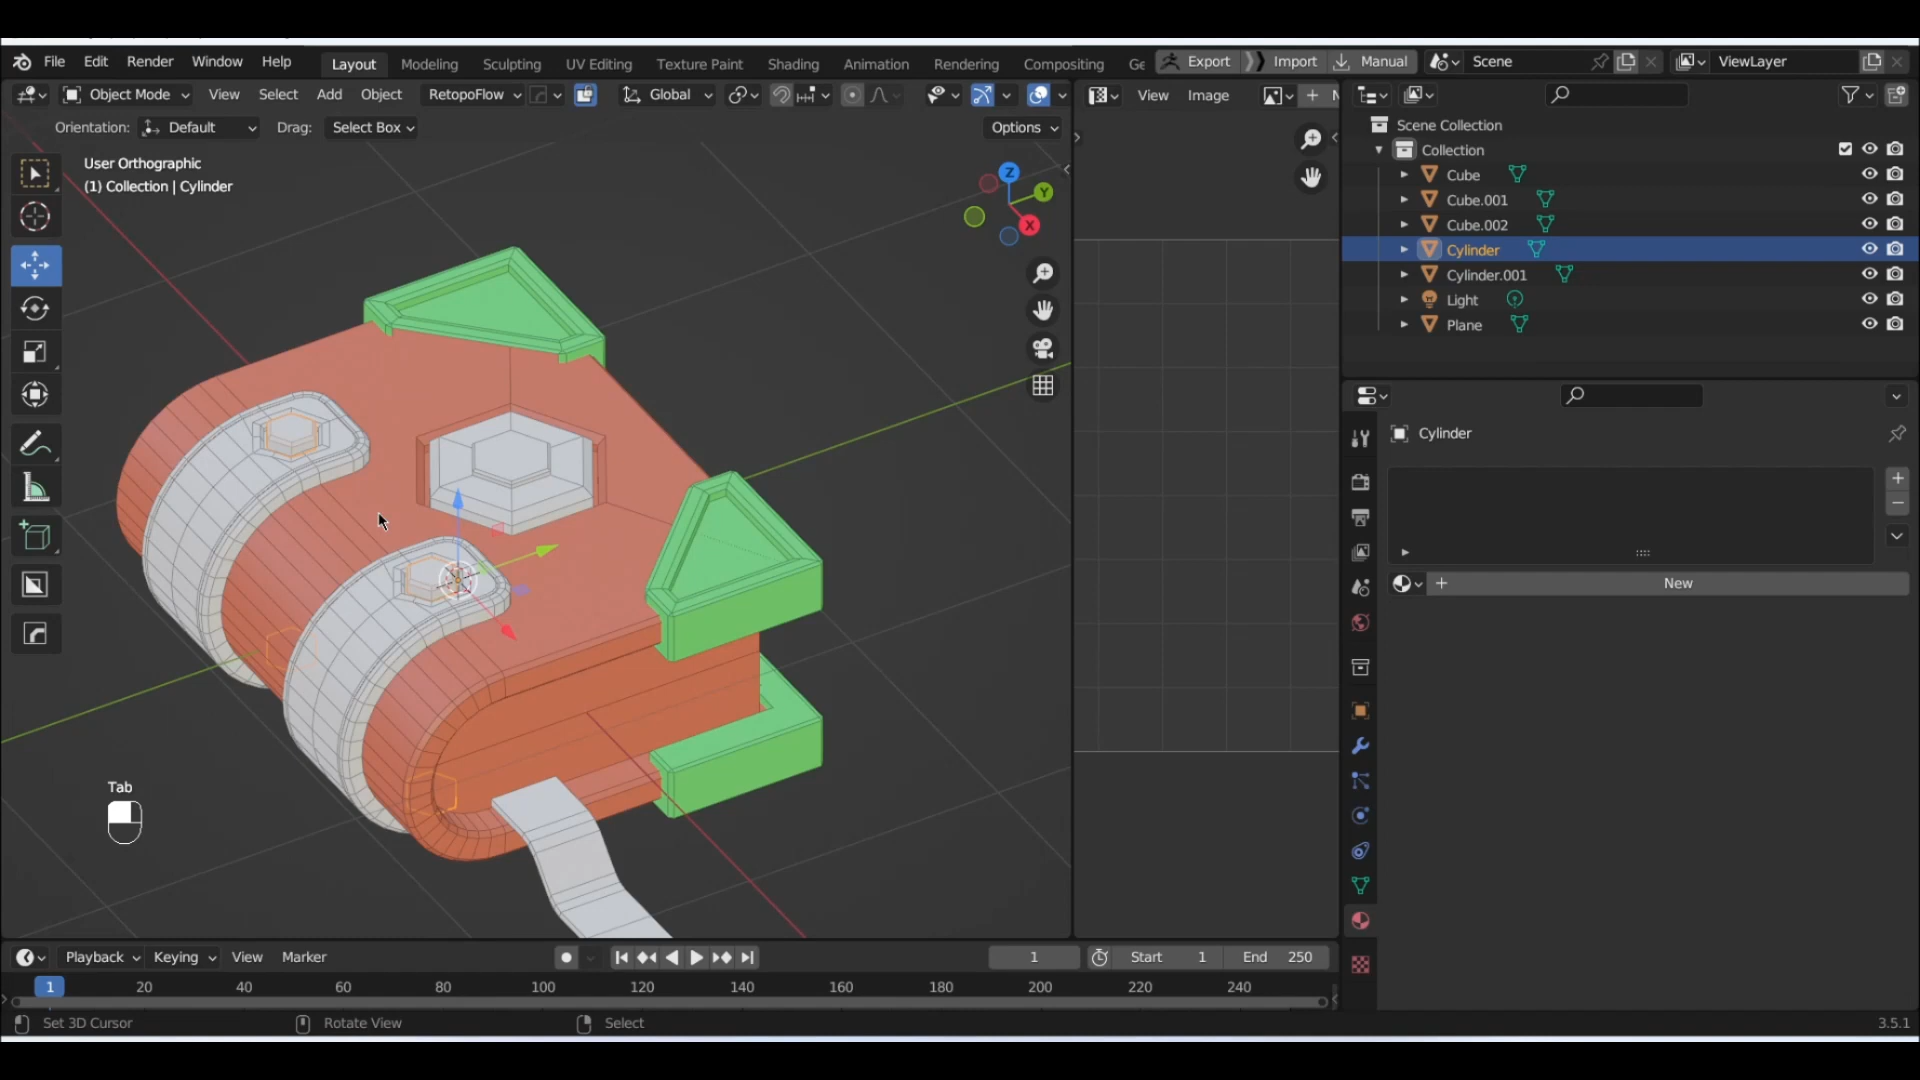 File Edit Render Window Help Layout Modeling Sculpting UV Editing Texture Paint Shading Animation Rendering Compositing Ge Export Import Manual Scene ViewLayer
Object Mode View Select Add Object RetopoFlow Global View Image
Orientation: Default Drag: Select Box Options
User Orthographic
(1) Collection | Cylinder
Z
Y
X
Scene Collection
Collection
Cube
Cube.001
Cube.002
Cylinder
Cylinder.001
Light
Plane
Cylinder
New
Tab
Playback Keying View Marker 1 Start 1 End 250
1 20 40 60 80 100 120 140 160 180 200 220 240
Set 3D Cursor Rotate View Select 3.5.1